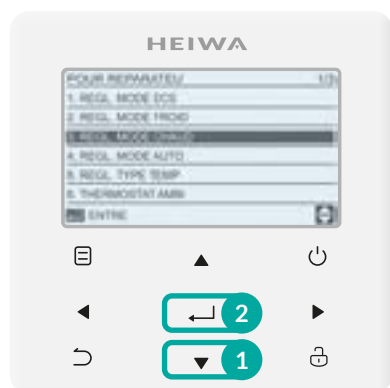 HEIWA
POUR REPARATEU 1/3
1. REGL. MODE ECS
2. REGL. MODE FROID
3. REGL. MODE CHAUD
4. REGL. MODE AUTO
5. REGL. TYPE TEMP
6. THERMOSTAT AMBI
ENTRE
2
1